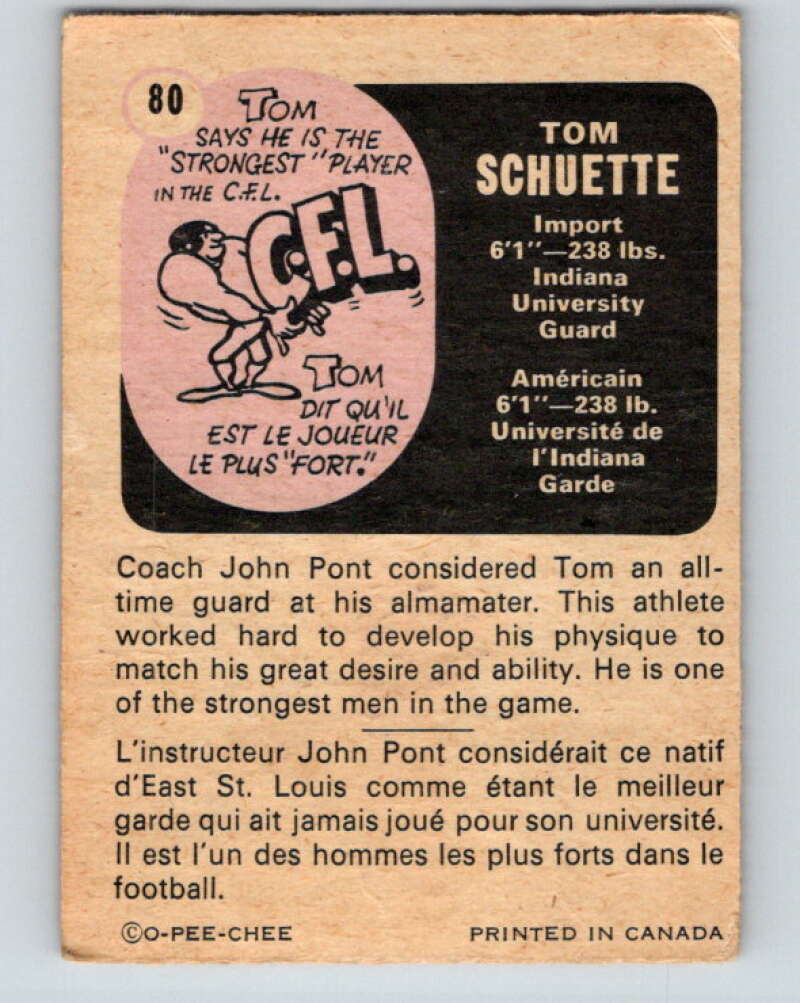 80
TOM
SAYS HE IS THE
"STRONGEST" PLAYER
IN THE C.F.L.
C.F.L.
TOM
DIT QU'IL
EST LE JOUEUR
LE PLUS "FORT."
TOM
SCHUETTE
Import
6'1"—238 lbs.
Indiana
University
Guard
Américain
6'1"—238 lb.
Université de
l'Indiana
Garde
Coach John Pont considered Tom an all-
time guard at his almamater. This athlete
worked hard to develop his physique to
match his great desire and ability. He is one
of the strongest men in the game.
L'instructeur John Pont considérait ce natif
d'East St. Louis comme étant le meilleur
garde qui ait jamais joué pour son université.
Il est l'un des hommes les plus forts dans le
football.
©O-PEE-CHEE
PRINTED IN CANADA